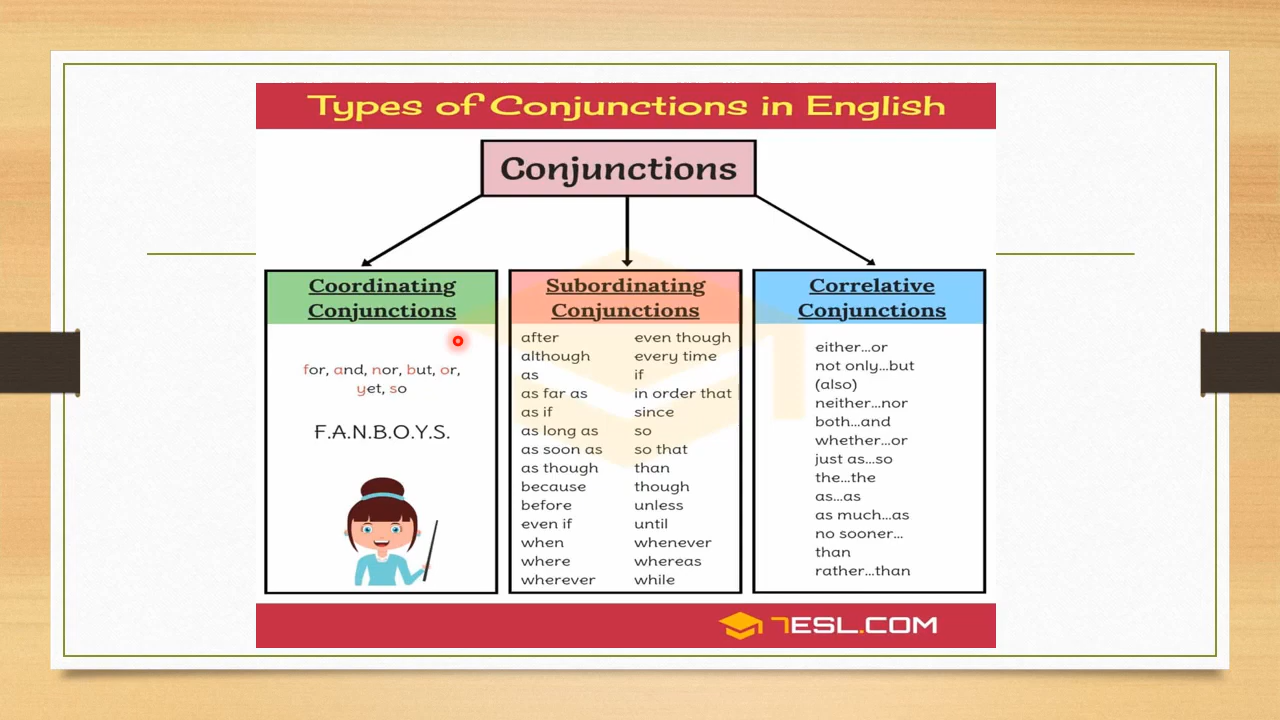 Types of Conjunctions in English
Conjunctions
Coordinating
Conjunctions
for, and, nor, but, or,
yet, so
F.A.N.B.O.Y.S.
Subordinating
Conjunctions
after
although
as
as far as
as if
as long as
as soon as
as though
because
before
even if
when
where
wherever
even though
every time
if
in order that
since
so
so that
than
though
unless
until
whenever
whereas
while
Correlative
Conjunctions
either...or
not only...but
(also)
neither...nor
both...and
whether...or
just as...so
the...the
as...as
as much...as
no sooner...
than
rather...than
7ESL.COM